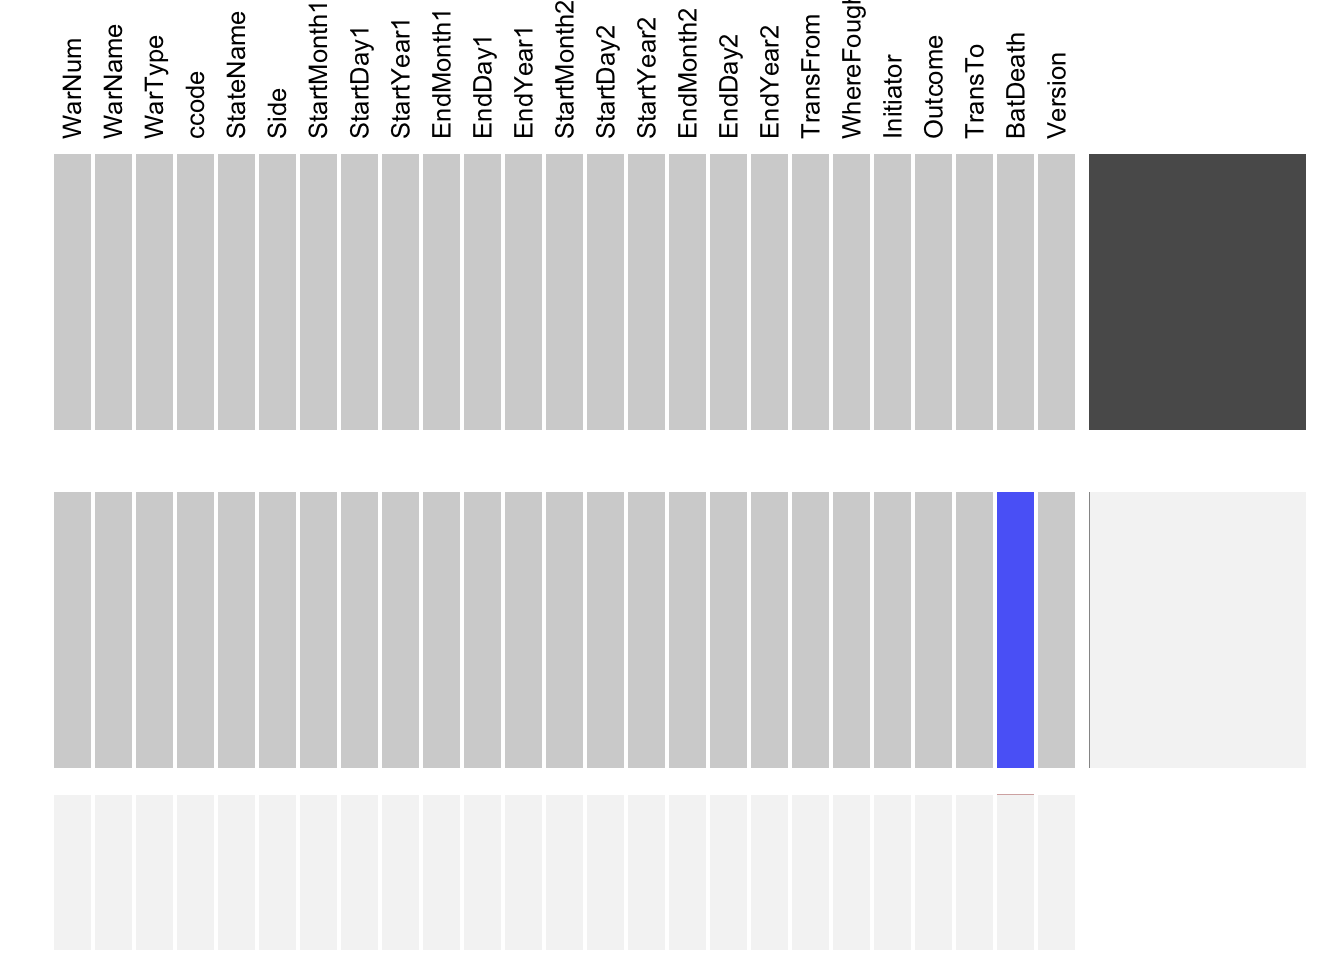 WarNum
WarName
WarType
ccode
StateName
Side
StartMonth1
StartDay1
StartYear1
EndMonth1
EndDay1
EndYear1
StartMonth2
StartDay2
StartYear2
EndMonth2
EndDay2
EndYear2
TransFrom
WhereFough
Initiator
Outcome
TransTo
BatDeath
Version